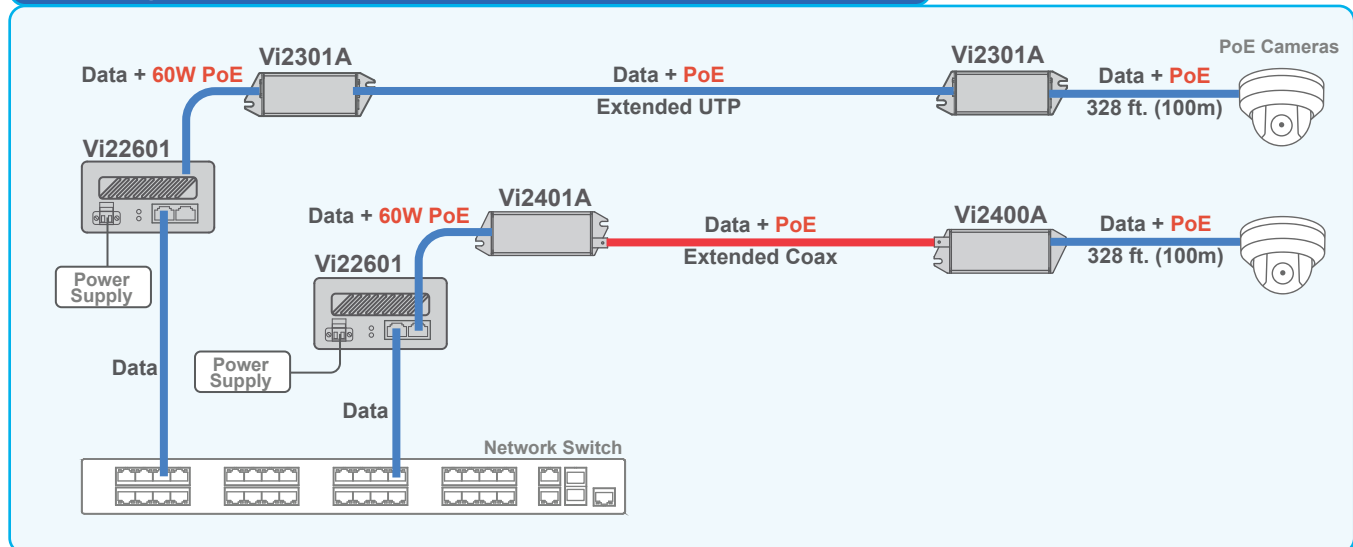 PoE Cameras
Vi2301A
Vi2301A
Data + 60W PoE
Data + PoE
Extended UTP
Data + PoE
328 ft. (100m)
Vi22601
Power
Supply
Vi2401A
Vi2400A
Data + 60W PoE
Data + PoE
Extended Coax
Data + PoE
328 ft. (100m)
Vi22601
Power
Supply
Data
Data
Network Switch